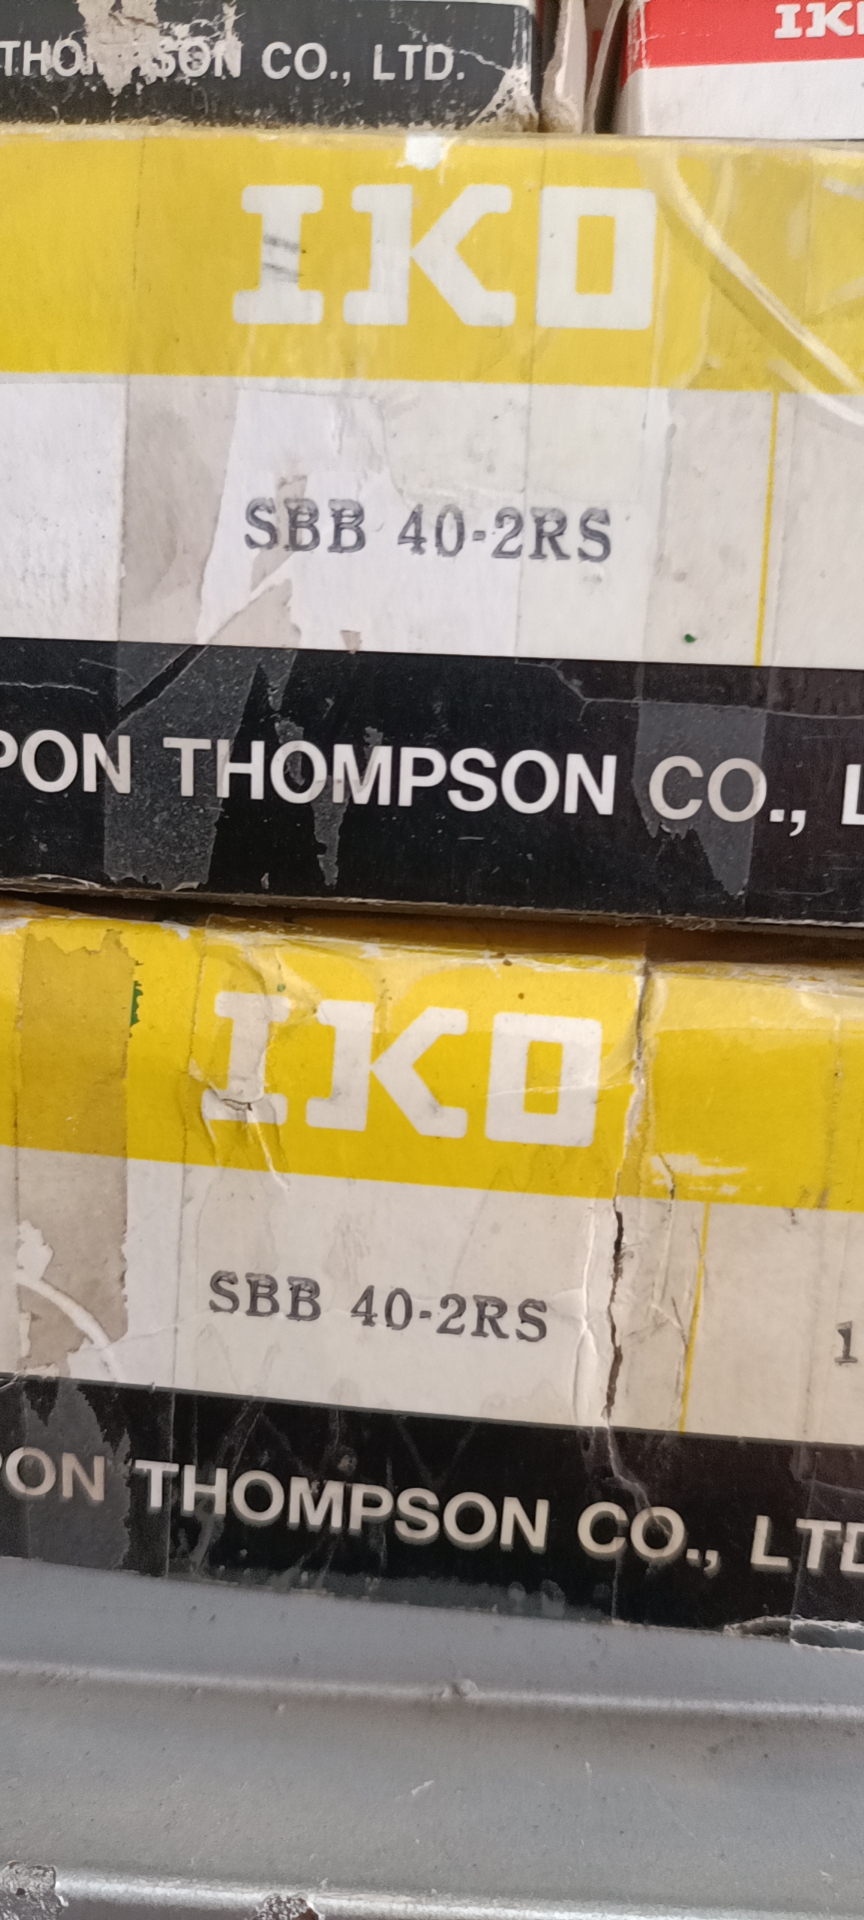 THOMPSON CO., LTD.
IK
IKO
SBB 40-2RS
PON THOMPSON CO., L
IKO
SBB 40-2RS
1
PON THOMPSON CO., LTD